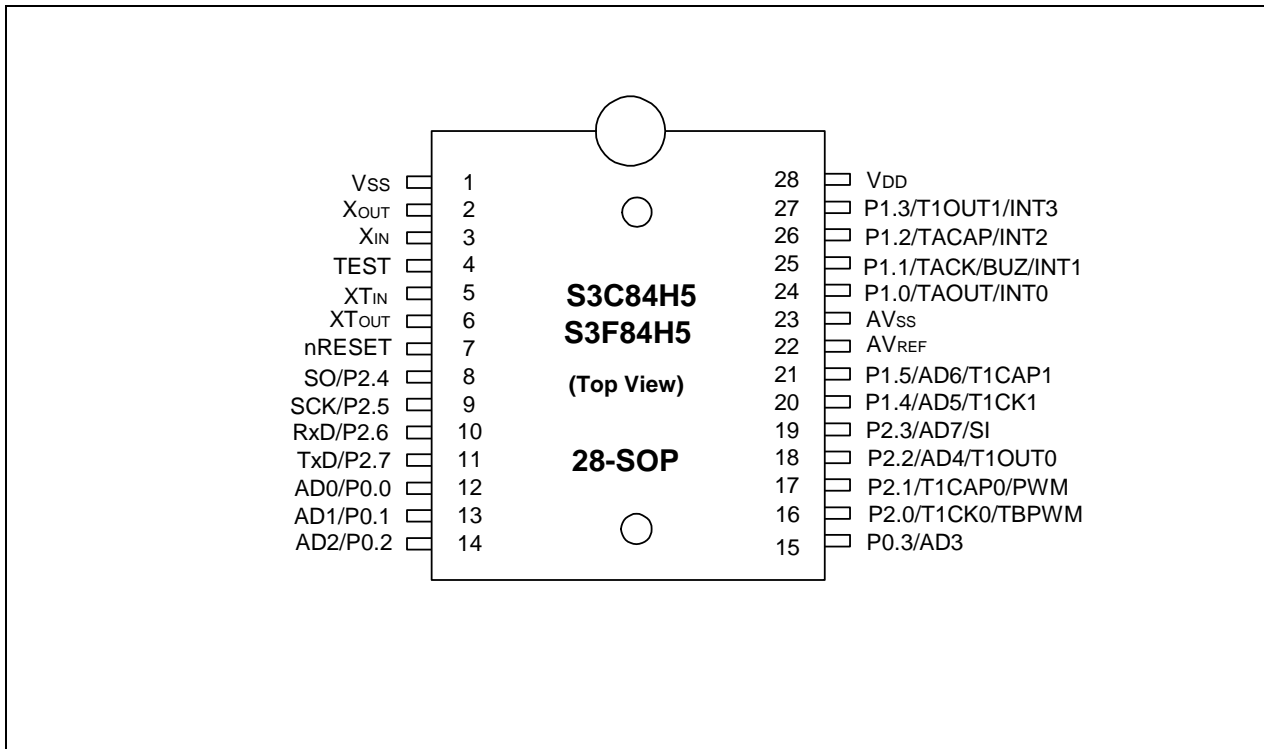 VSS 1
XOUT 2
XIN 3
TEST 4
XTIN 5
XTOUT 6
nRESET 7
SO/P2.4 8
SCK/P2.5 9
RxD/P2.6 10
TxD/P2.7 11
AD0/P0.0 12
AD1/P0.1 13
AD2/P0.2 14
S3C84H5
S3F84H5
(Top View)
28-SOP
28 VDD
27 P1.3/T1OUT1/INT3
26 P1.2/TACAP/INT2
25 P1.1/TACK/BUZ/INT1
24 P1.0/TAOUT/INT0
23 AVSS
22 AVREF
21 P1.5/AD6/T1CAP1
20 P1.4/AD5/T1CK1
19 P2.3/AD7/SI
18 P2.2/AD4/T1OUT0
17 P2.1/T1CAP0/PWM
16 P2.0/T1CK0/TBPWM
15 P0.3/AD3